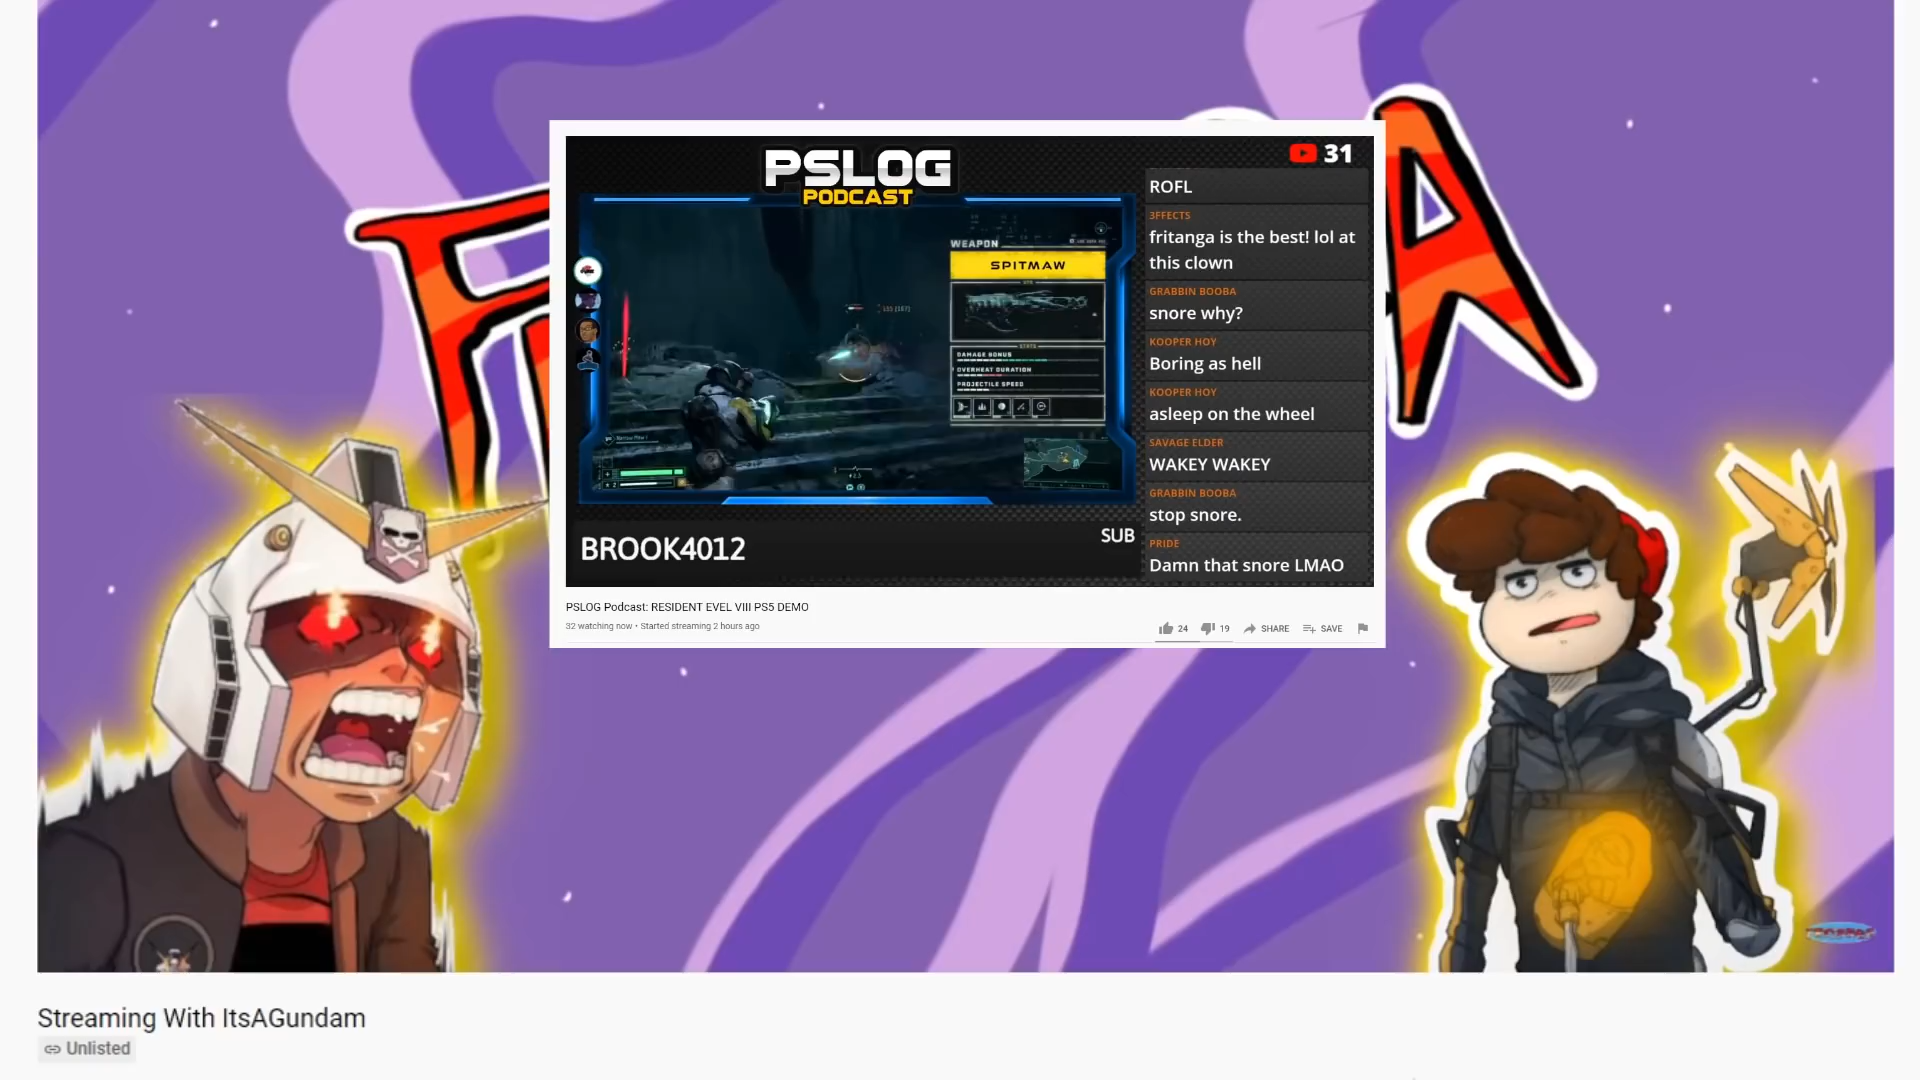 PSLOG
PODCAST
31
WEAPON
SPITMAW
STATS
DAMAGE BONUS
OVERHEAT DURATION
PROJECTILE SPEED
ROFL
3FFECTS
fritanga is the best! lol at
this clown
GRABBIN BOOBA
snore why?
KOOPER HOY
Boring as hell
KOOPER HOY
asleep on the wheel
SAVAGE ELDER
WAKEY WAKEY
GRABBIN BOOBA
stop snore.
PRIDE
Damn that snore LMAO
BROOK4012
SUB
PSLOG Podcast: RESIDENT EVEL VIII PS5 DEMO
32 watching now • Started streaming 2 hours ago
24
19
SHARE
SAVE
Streaming With ItsAGundam
Unlisted